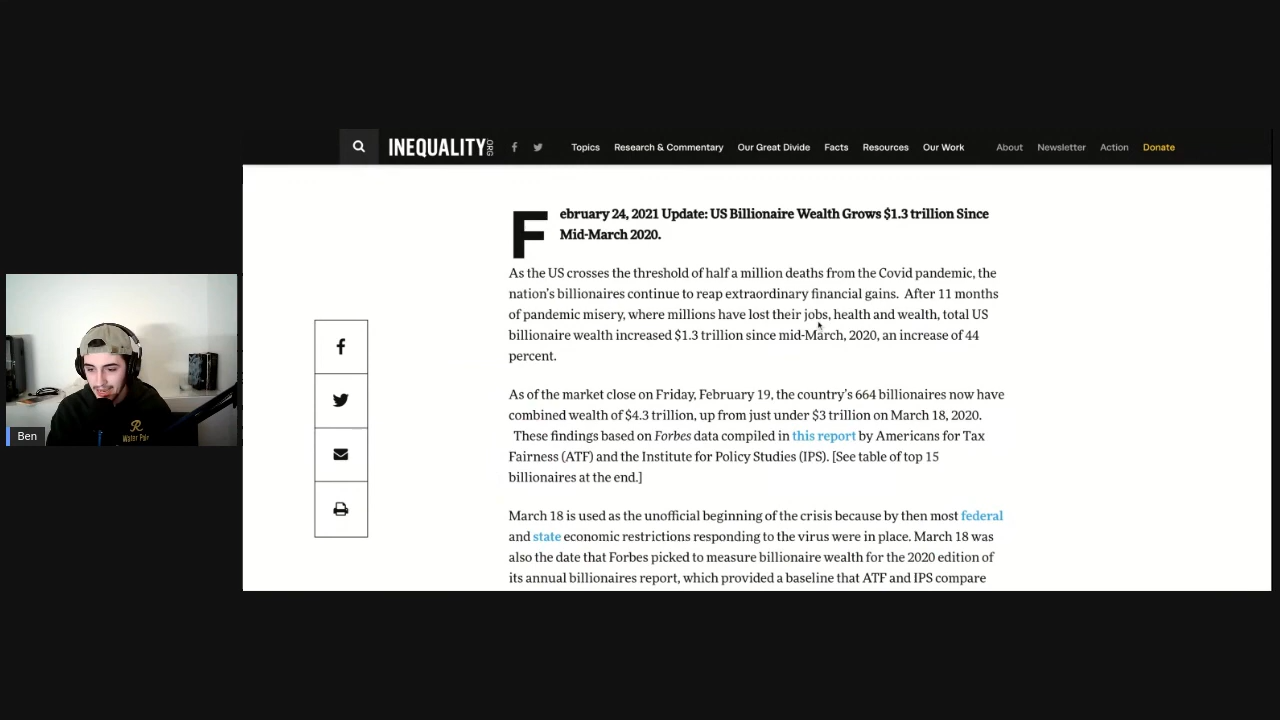 INEQUALITY ORG
Topics Research & Commentary Our Great Divide Facts Resources Our Work About Newsletter Action Donate
February 24, 2021 Update: US Billionaire Wealth Grows $1.3 trillion Since
Mid-March 2020.
As the US crosses the threshold of half a million deaths from the Covid pandemic, the
nation's billionaires continue to reap extraordinary financial gains. After 11 months
of pandemic misery, where millions have lost their jobs, health and wealth, total US
billionaire wealth increased $1.3 trillion since mid-March, 2020, an increase of 44
percent.
As of the market close on Friday, February 19, the country's 664 billionaires now have
combined wealth of $4.3 trillion, up from just under $3 trillion on March 18, 2020.
These findings based on Forbes data compiled in this report by Americans for Tax
Fairness (ATF) and the Institute for Policy Studies (IPS). [See table of top 15
billionaires at the end.]
March 18 is used as the unofficial beginning of the crisis because by then most federal
and state economic restrictions responding to the virus were in place. March 18 was
also the date that Forbes picked to measure billionaire wealth for the 2020 edition of
its annual billionaires report, which provided a baseline that ATF and IPS compare
Ben